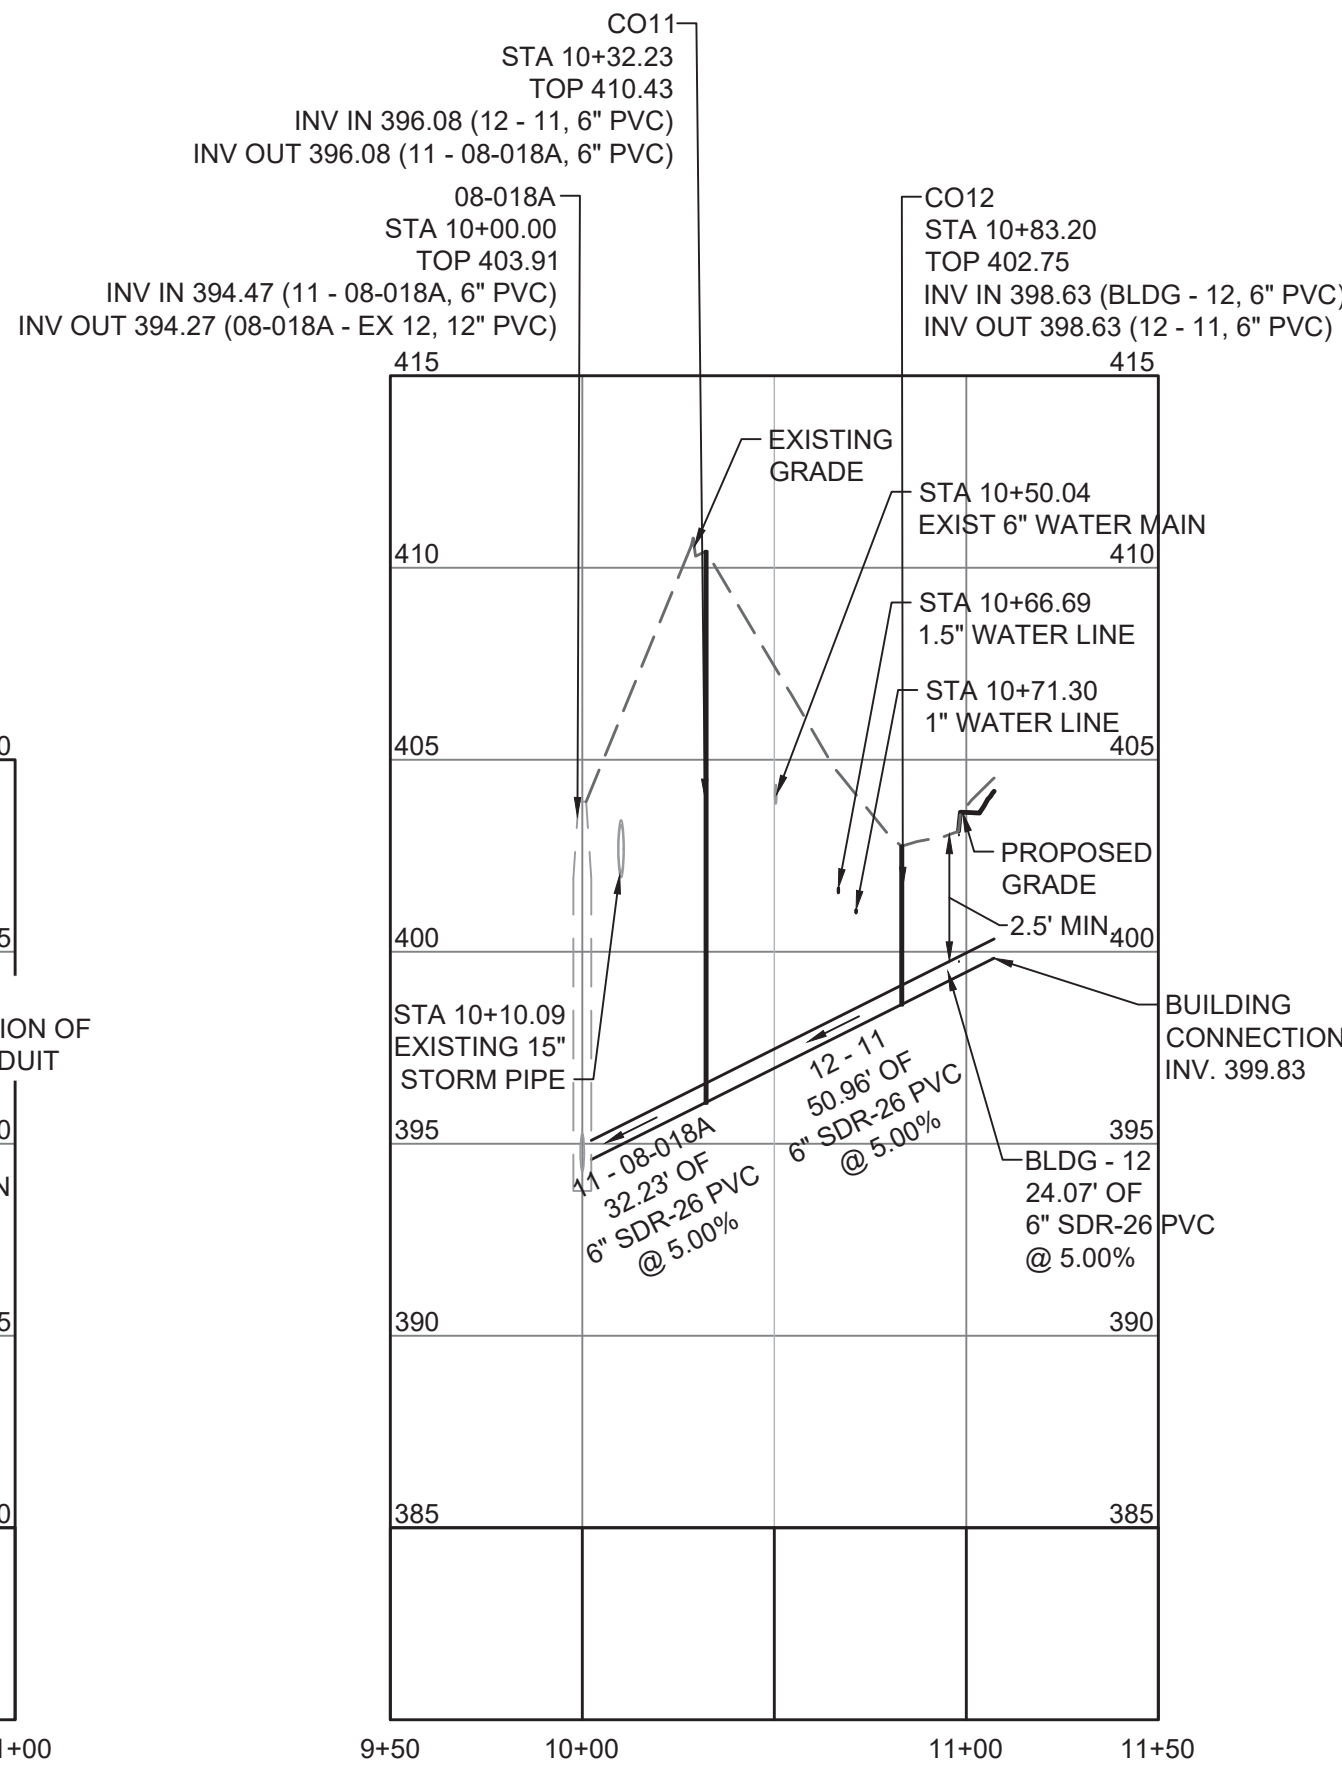 CO11
STA 10+32.23
TOP 410.43
INV IN 396.08 (12 - 11, 6" PVC)
INV OUT 396.08 (11 - 08-018A, 6" PVC)
08-018A
STA 10+00.00
TOP 403.91
INV IN 394.47 (11 - 08-018A, 6" PVC)
INV OUT 394.27 (08-018A - EX 12, 12" PVC)
CO12
STA 10+83.20
TOP 402.75
INV IN 398.63 (BLDG - 12, 6" PVC)
INV OUT 398.63 (12 - 11, 6" PVC)
415
415
EXISTING
GRADE
STA 10+50.04
EXIST 6" WATER MAIN
410
410
STA 10+66.69
1.5" WATER LINE
STA 10+71.30
1" WATER LINE
405
405
PROPOSED
GRADE
2.5' MIN.
400
400
STA 10+10.09
EXISTING 15"
STORM PIPE
BUILDING
CONNECTION
INV. 399.83
12 - 11
50.96' OF
6" SDR-26 PVC
@ 5.00%
395
395
11 - 08-018A
32.23' OF
6" SDR-26 PVC
@ 5.00%
BLDG - 12
24.07' OF
6" SDR-26 PVC
@ 5.00%
390
390
385
385
9+50
10+00
11+00
11+50
0
5
ION OF
DUIT
0
N
5
0
+00